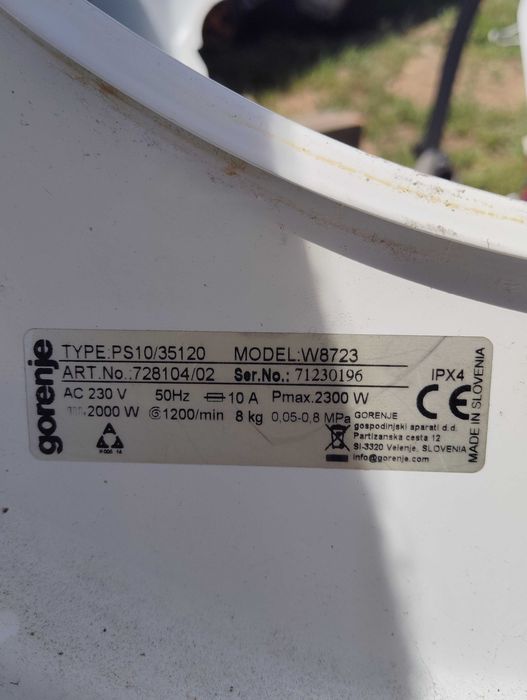 gorenje
TYPE:PS10/35120 MODEL:W8723
ART.No.:728104/02 Ser.No.: 71230196 IPX4
AC 230 V 50Hz 10 A Pmax.2300 W
2000 W 1200/min 8 kg 0,05-0,8 MPa
GORENJE
gospodinjski aparati d.d.
Partizanska cesta 12
SI-3320 Velenje, SLOVENIA
info@gorenje.com
CE
MADE IN SLOVENIA